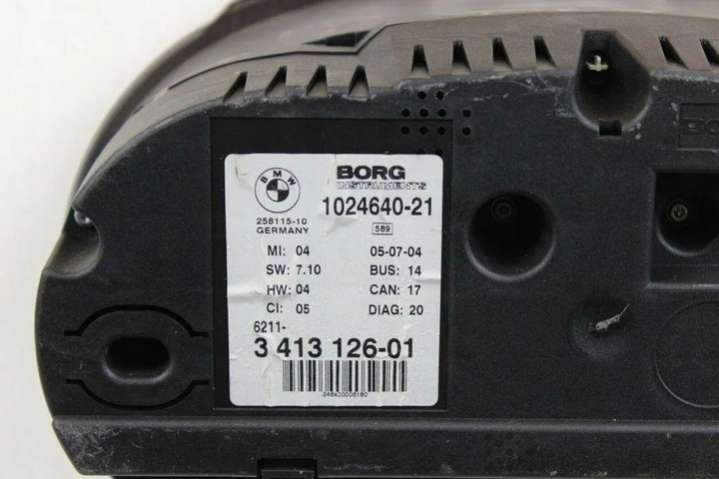 BMW
BORG
INSTRUMENTS
258115-10
GERMANY
1024640-21
589
MI: 04 05-07-04
SW: 7.10 BUS: 14
HW: 04 CAN: 17
CI: 05 DIAG: 20
6211-
3 413 126-01